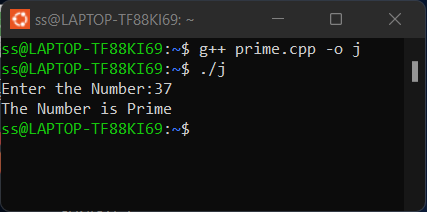 ss@LAPTOP-TF88KI69: ~
ss@LAPTOP-TF88KI69:~$ g++ prime.cpp -o j
ss@LAPTOP-TF88KI69:~$ ./j
Enter the Number:37
The Number is Prime
ss@LAPTOP-TF88KI69:~$